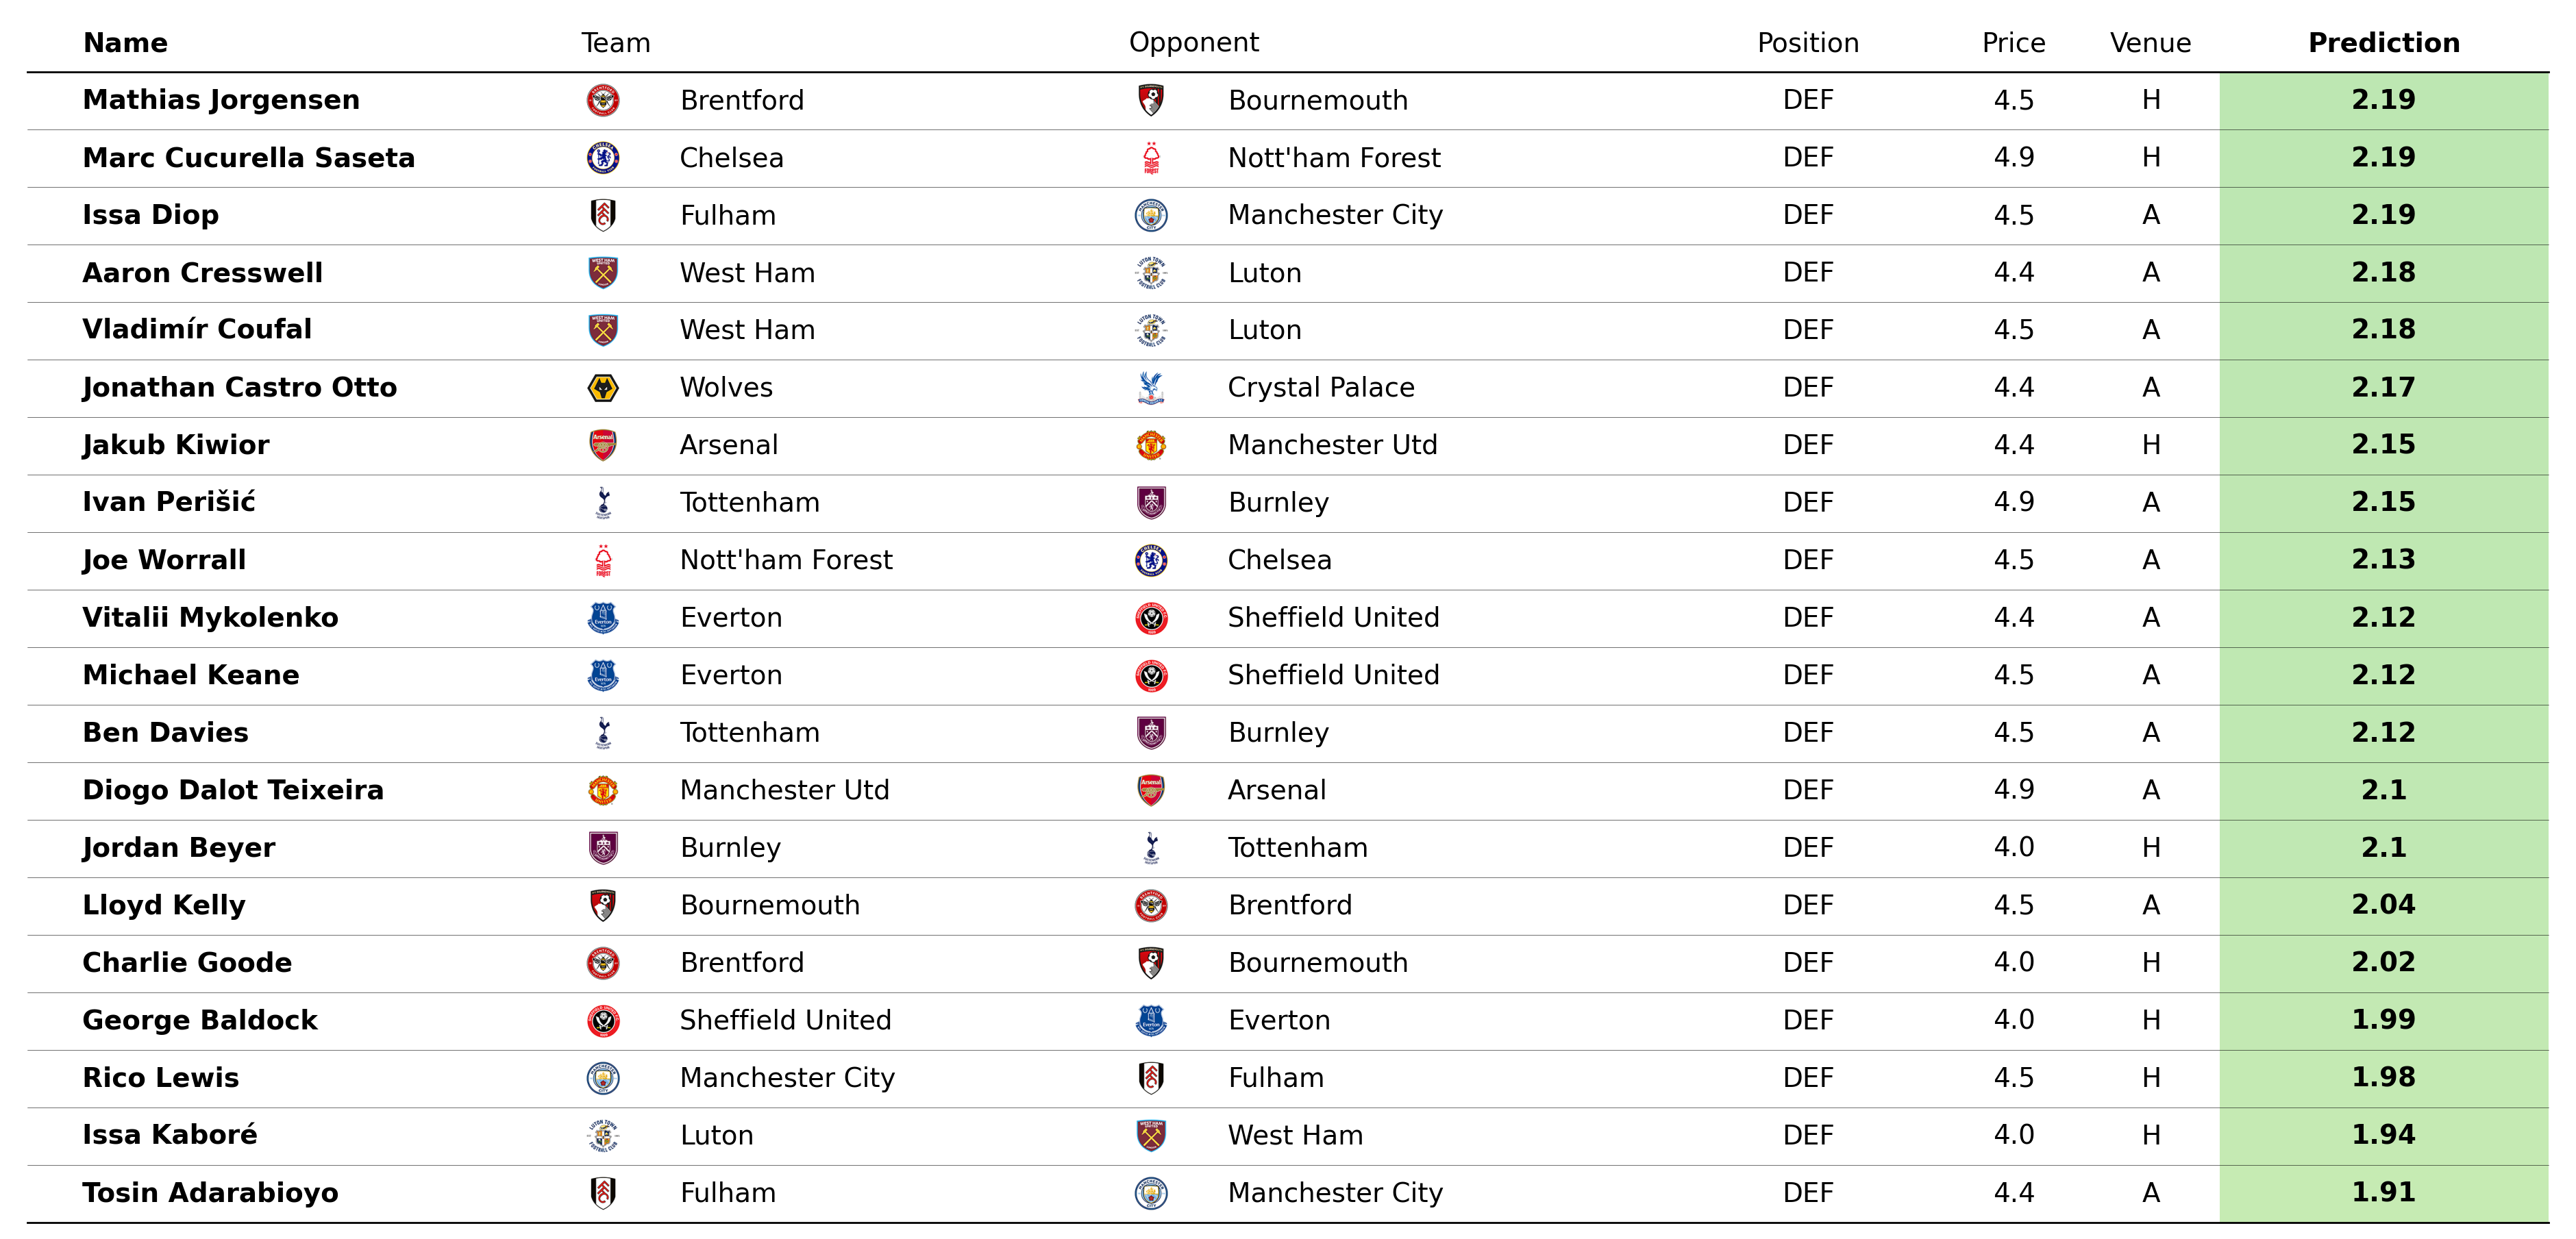 Name Team Opponent Position Price Venue Prediction
Mathias Jorgensen Brentford Bournemouth DEF 4.5 H 2.19
Marc Cucurella Saseta Chelsea Nott'ham Forest DEF 4.9 H 2.19
Issa Diop Fulham Manchester City DEF 4.5 A 2.19
Aaron Cresswell West Ham Luton DEF 4.4 A 2.18
Vladimír Coufal West Ham Luton DEF 4.5 A 2.18
Jonathan Castro Otto Wolves Crystal Palace DEF 4.4 A 2.17
Jakub Kiwior Arsenal Manchester Utd DEF 4.4 H 2.15
Ivan Perišić Tottenham Burnley DEF 4.9 A 2.15
Joe Worrall Nott'ham Forest Chelsea DEF 4.5 A 2.13
Vitalii Mykolenko Everton Sheffield United DEF 4.4 A 2.12
Michael Keane Everton Sheffield United DEF 4.5 A 2.12
Ben Davies Tottenham Burnley DEF 4.5 A 2.12
Diogo Dalot Teixeira Manchester Utd Arsenal DEF 4.9 A 2.1
Jordan Beyer Burnley Tottenham DEF 4.0 H 2.1
Lloyd Kelly Bournemouth Brentford DEF 4.5 A 2.04
Charlie Goode Brentford Bournemouth DEF 4.0 H 2.02
George Baldock Sheffield United Everton DEF 4.0 H 1.99
Rico Lewis Manchester City Fulham DEF 4.5 H 1.98
Issa Kaboré Luton West Ham DEF 4.0 H 1.94
Tosin Adarabioyo Fulham Manchester City DEF 4.4 A 1.91